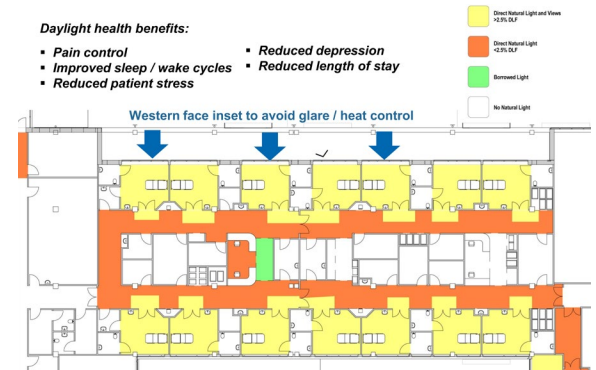 Daylight health benefits:
▪ Pain control
▪ Improved sleep / wake cycles
▪ Reduced patient stress
▪ Reduced depression
▪ Reduced length of stay
Direct Natural Light and Views
>2.5% DLF
Direct Natural Light
<2.5% DLF
Borrowed Light
No Natural Light
Western face inset to avoid glare / heat control